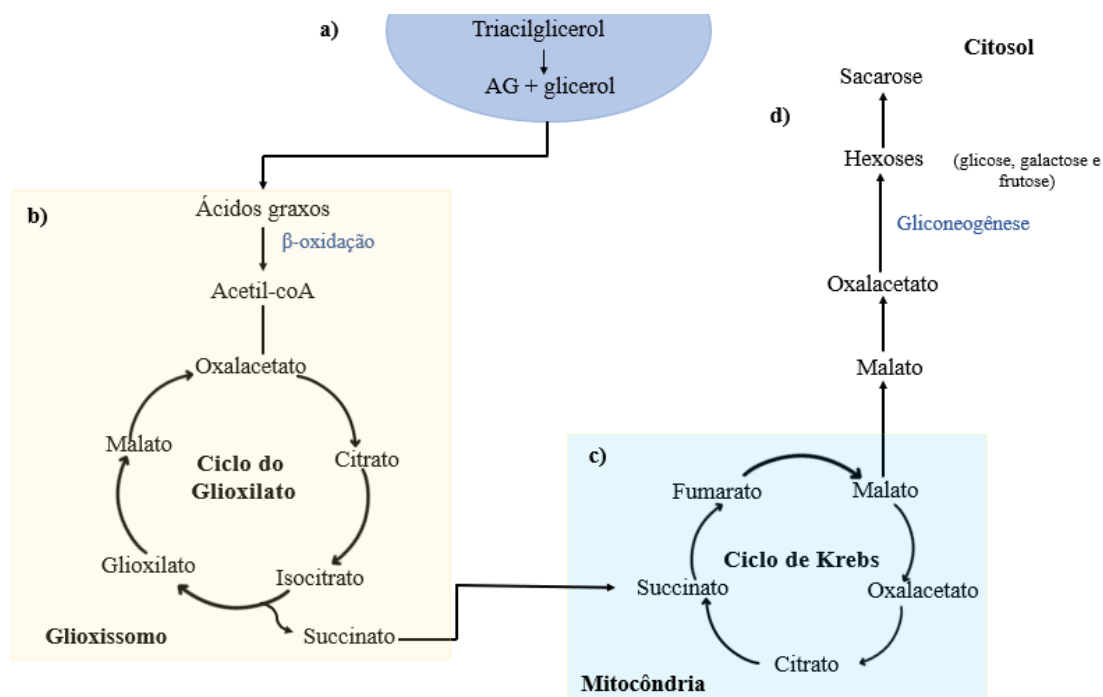 a)
Triacilglicerol
AG + glicerol
b)
Ácidos graxos
β-oxidação
Acetil-coA
Oxalacetato
Malato
Citrato
Ciclo do
Glioxilato
Glioxilato
Isocitrato
Succinato
Glioxissomo
c)
Fumarato
Malato
Ciclo de Krebs
Succinato
Oxalacetato
Citrato
Mitocôndria
Citosol
d)
Sacarose
Hexoses
(glicose, galactose e
frutose)
Gliconeogênese
Oxalacetato
Malato